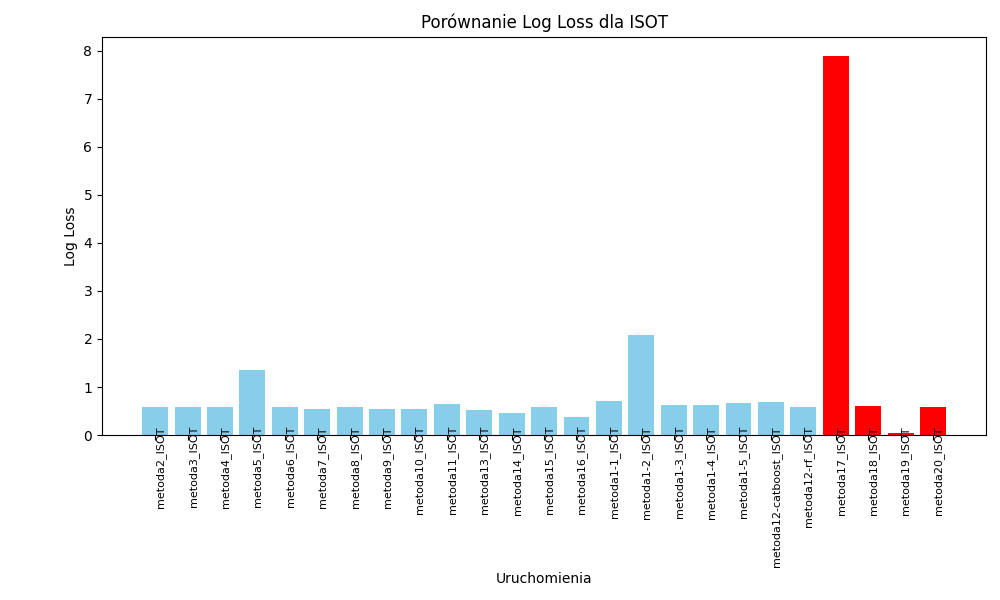 Porównanie Log Loss dla ISOT
8
7
6
5
4
3
2
1
0
Log Loss
metoda2_ISOT
metoda3_ISOT
metoda4_ISOT
metoda5_ISOT
metoda6_ISOT
metoda7_ISOT
metoda8_ISOT
metoda9_ISOT
metoda10_ISOT
metoda11_ISOT
metoda13_ISOT
metoda14_ISOT
metoda15_ISOT
metoda16_ISOT
metoda1-1_ISOT
metoda1-2_ISOT
metoda1-3_ISOT
metoda1-4_ISOT
metoda1-5_ISOT
metoda12-catboost_ISOT
metoda12-rf_ISOT
metoda17_ISOT
metoda18_ISOT
metoda19_ISOT
metoda20_ISOT
Uruchomienia